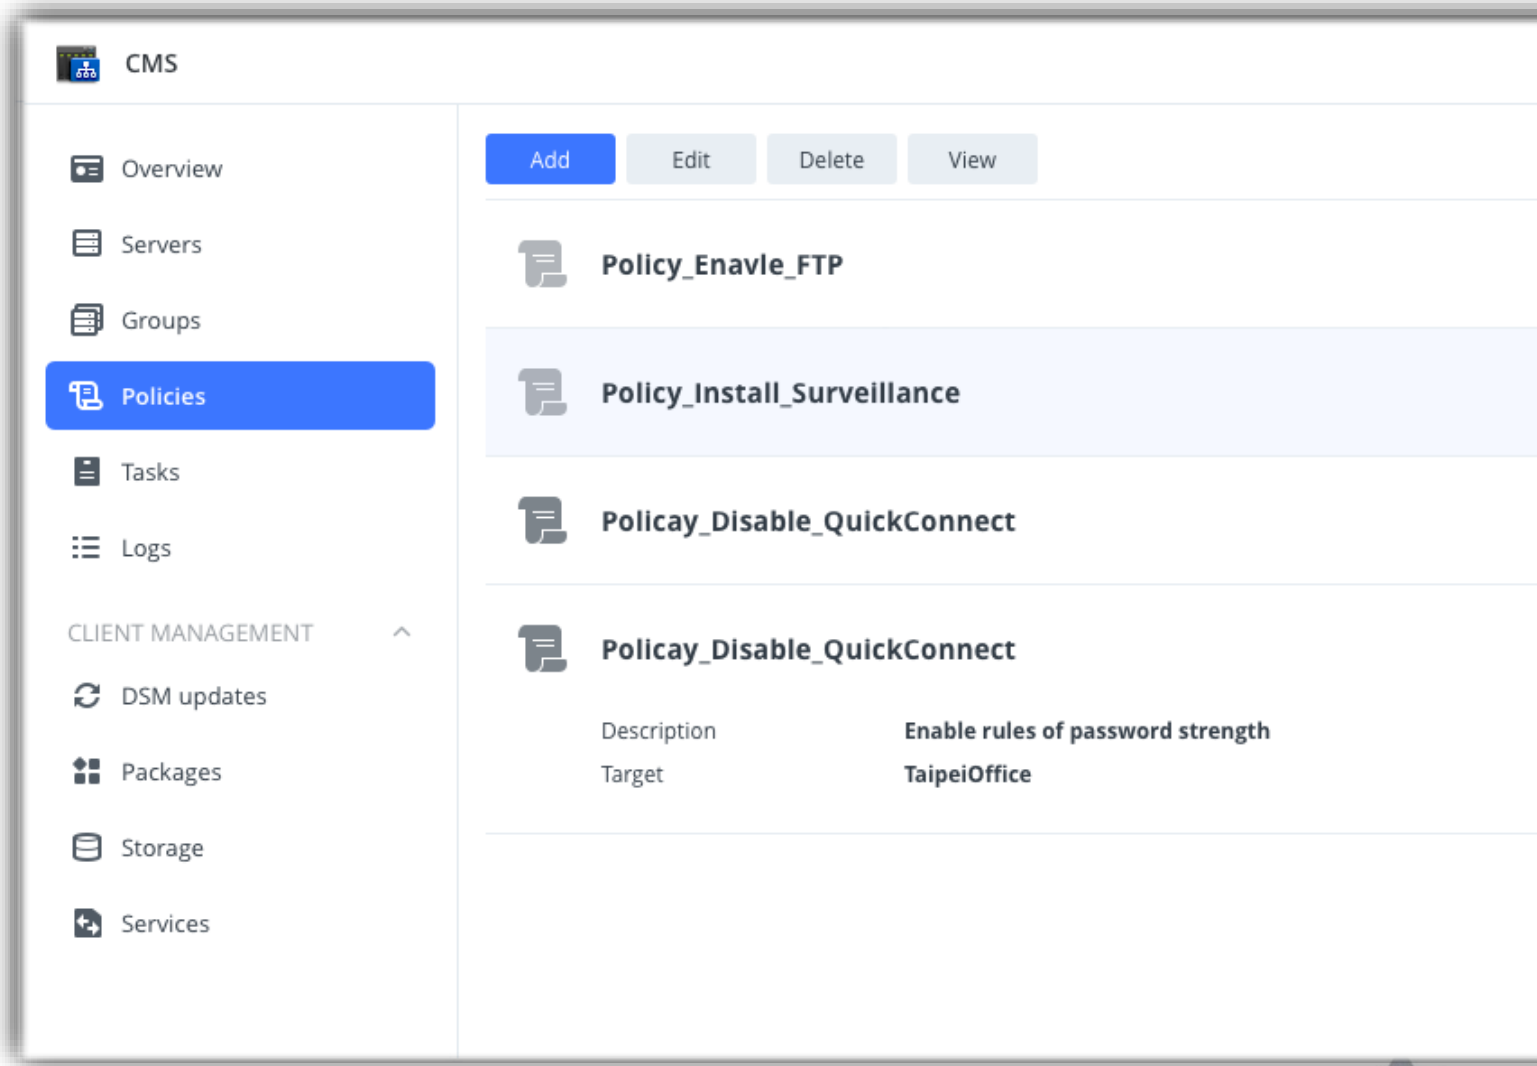 CMS
Overview
Servers
Groups
Policies
Tasks
Logs
CLIENT MANAGEMENT
DSM updates
Packages
Storage
Services
Add Edit Delete View
Policy_Enavle_FTP
Policy_Install_Surveillance
Policay_Disable_QuickConnect
Policay_Disable_QuickConnect
Description Enable rules of password strength
Target TaipeiOffice